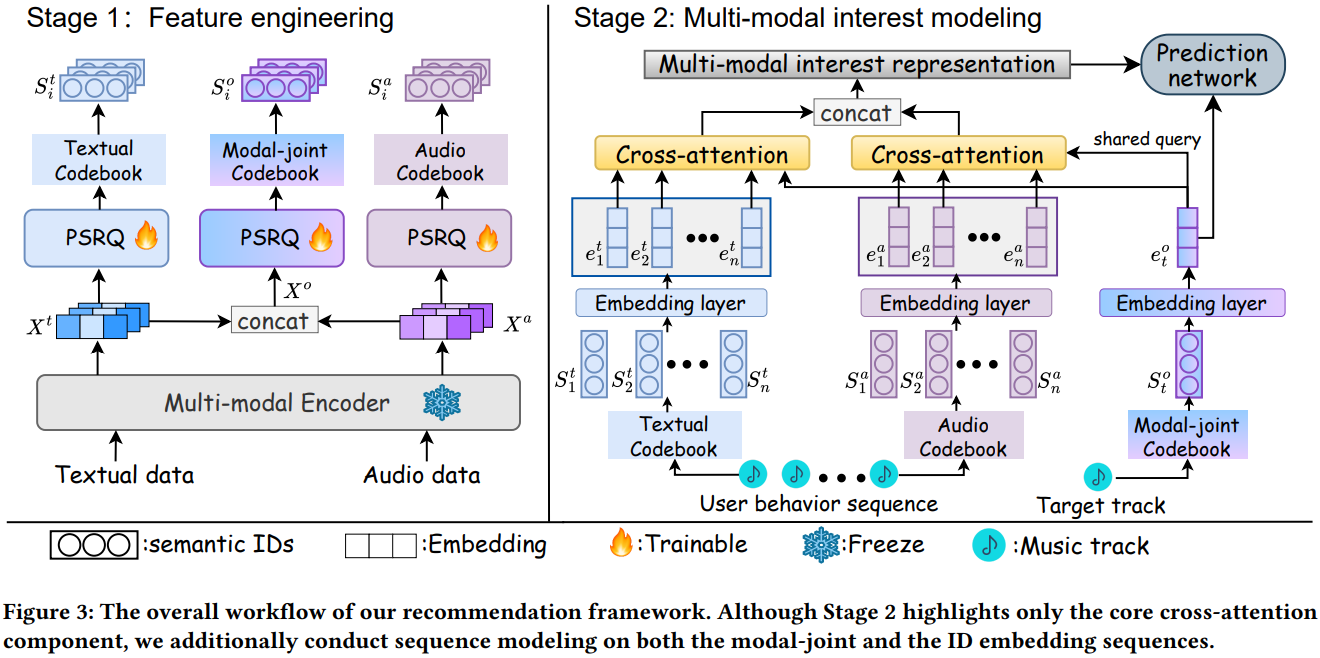 Stage 1: Feature engineering
S_i^t
S_i^o
S_i^a
Textual
Codebook
Modal-joint
Codebook
Audio
Codebook
PSRQ
PSRQ
PSRQ
X^t
X^o
concat
X^a
Multi-modal Encoder
Textual data
Audio data
Stage 2: Multi-modal interest modeling
Multi-modal interest representation
Prediction
network
concat
shared query
Cross-attention
Cross-attention
e_1^t
e_2^t
•••
e_n^t
e_1^a
e_2^a
•••
e_n^a
e_t^o
Embedding layer
Embedding layer
Embedding layer
S_1^t
S_2^t
•••
S_n^t
S_1^a
S_2^a
•••
S_n^a
S_t^o
Textual
Codebook
Audio
Codebook
Modal-joint
Codebook
•••
User behavior sequence
Target track
:semantic IDs
:Embedding
:Trainable
:Freeze
:Music track
Figure 3: The overall workflow of our recommendation framework. Although Stage 2 highlights only the core cross-attention
component, we additionally conduct sequence modeling on both the modal-joint and the ID embedding sequences.